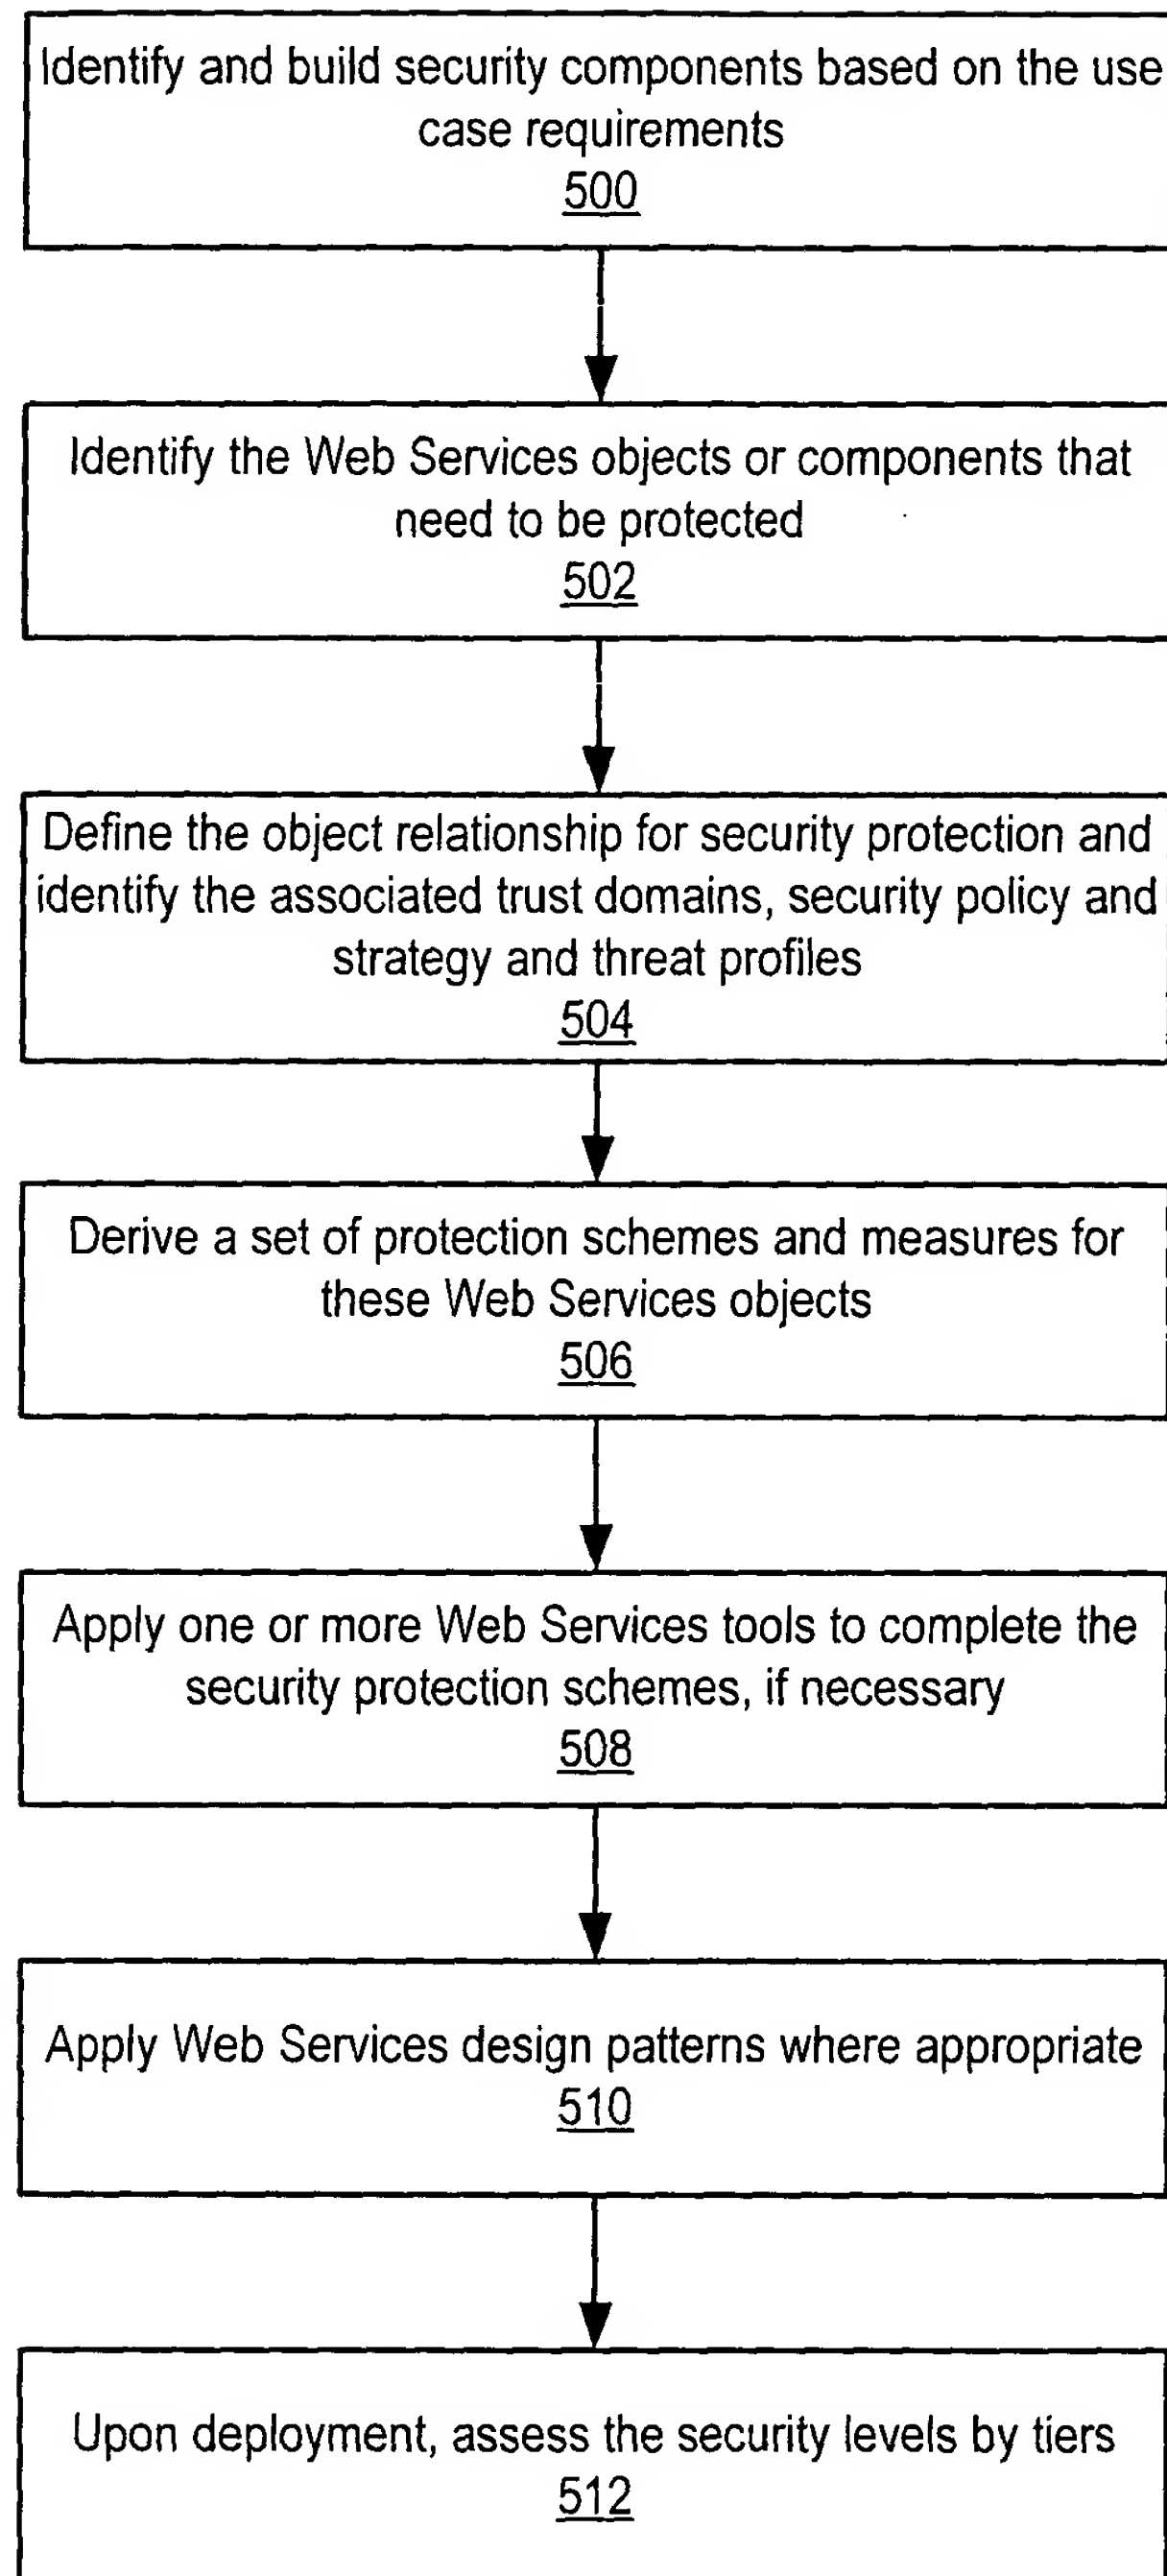 Identify and build security components based on the use
case requirements
500
Identify the Web Services objects or components that
need to be protected
502
Define the object relationship for security protection and
identify the associated trust domains, security policy and
strategy and threat profiles
504
Derive a set of protection schemes and measures for
these Web Services objects
506
Apply one or more Web Services tools to complete the
security protection schemes, if necessary
508
Apply Web Services design patterns where appropriate
510
Upon deployment, assess the security levels by tiers
512